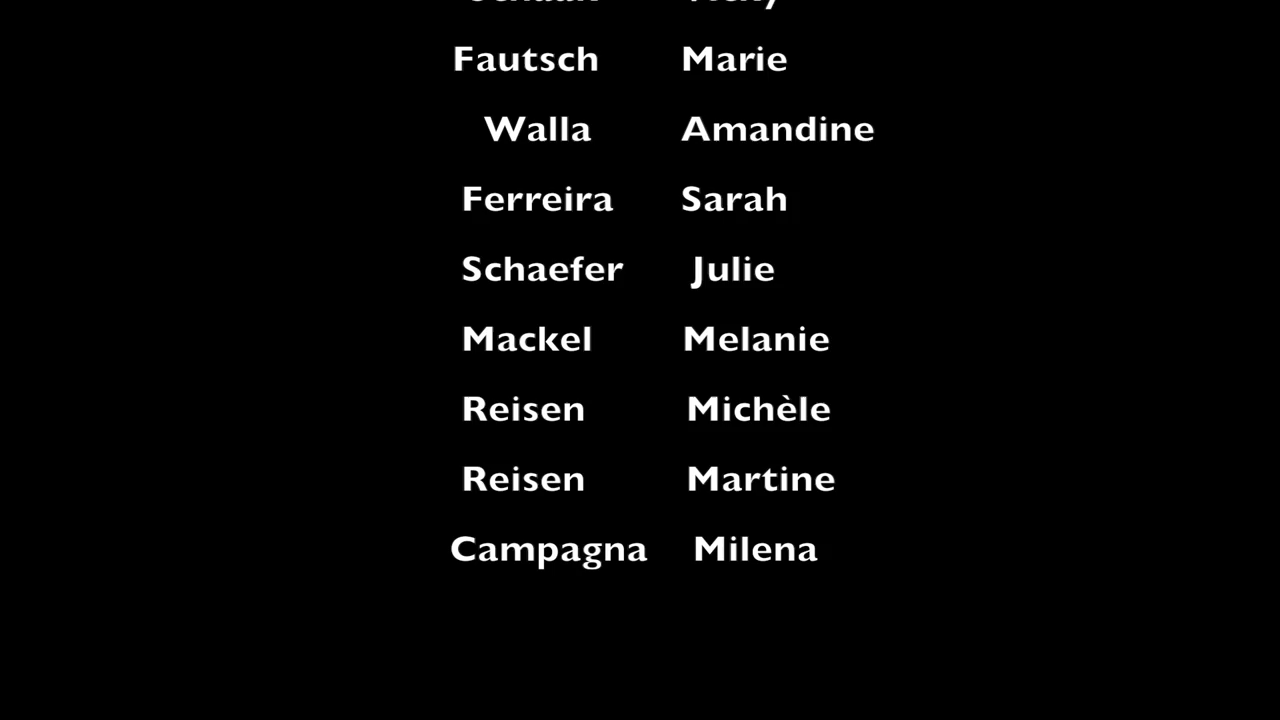 Fautsch Marie
Walla Amandine
Ferreira Sarah
Schaefer Julie
Mackel Melanie
Reisen Michèle
Reisen Martine
Campagna Milena